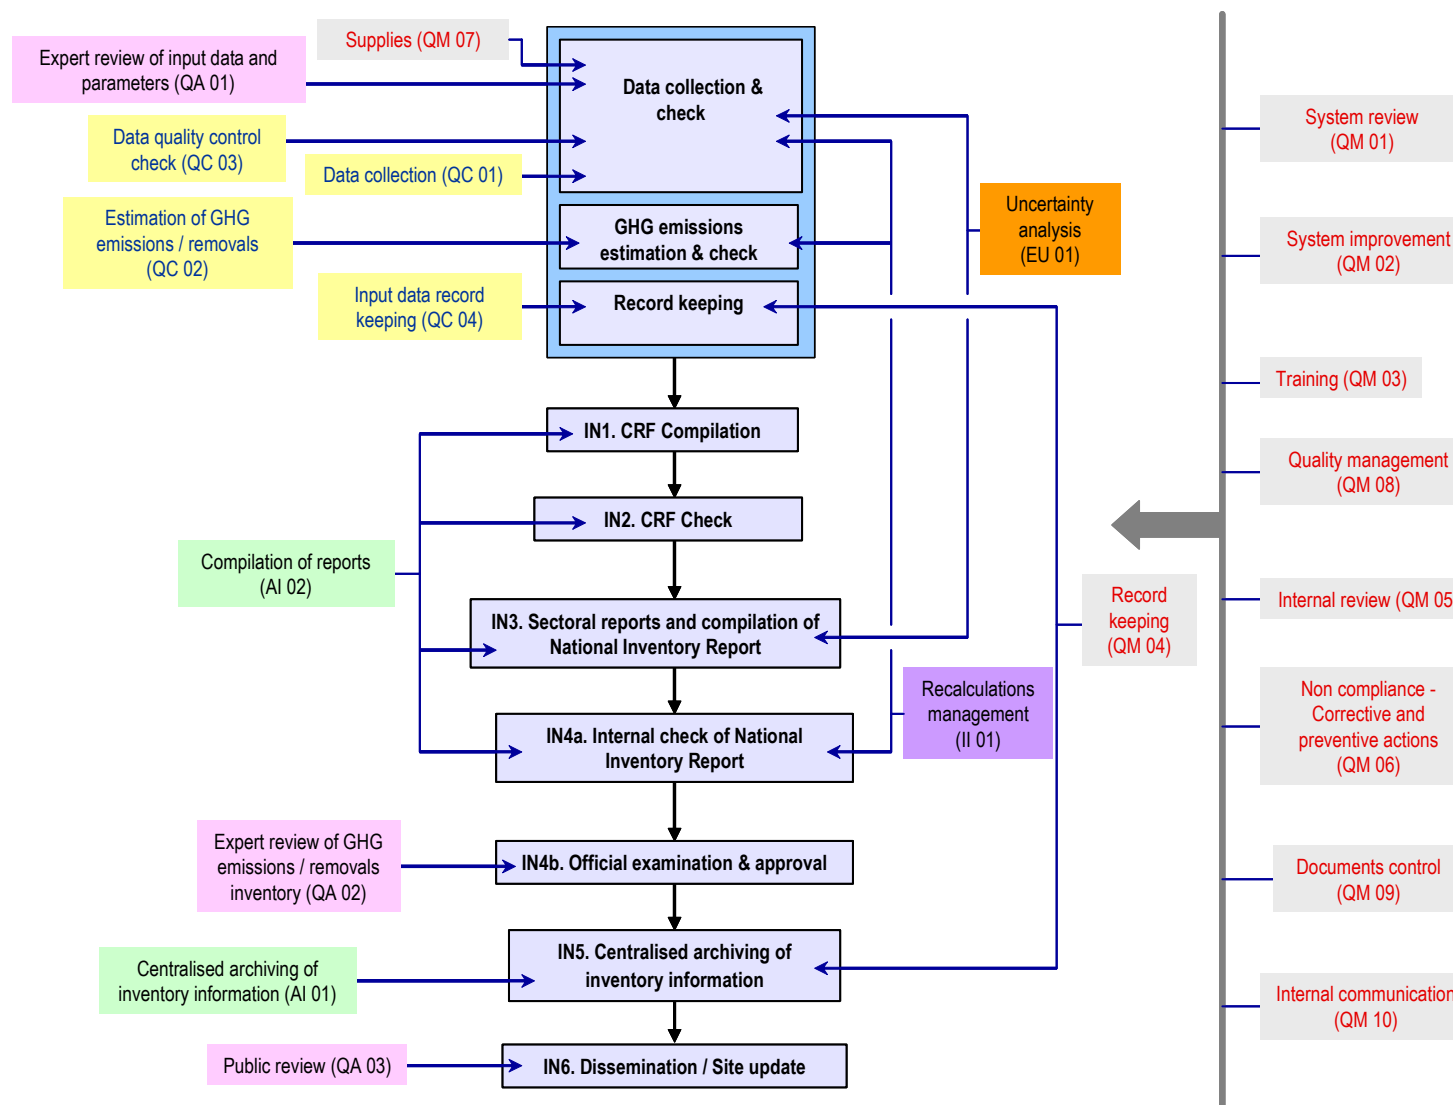 Supplies (QM 07)
Expert review of input data and
parameters (QA 01)
Data quality control
check (QC 03)
Data collection (QC 01)
Estimation of GHG
emissions / removals
(QC 02)
Input data record
keeping (QC 04)
Data collection &
check
GHG emissions
estimation & check
Record keeping
Uncertainty
analysis
(EU 01)
IN1. CRF Compilation
IN2. CRF Check
Compilation of reports
(AI 02)
IN3. Sectoral reports and compilation of
National Inventory Report
IN4a. Internal check of National
Inventory Report
Recalculations
management
(II 01)
Record
keeping
(QM 04)
Expert review of GHG
emissions / removals
inventory (QA 02)
IN4b. Official examination & approval
Centralised archiving of
inventory information (AI 01)
IN5. Centralised archiving of
inventory information
Public review (QA 03)
IN6. Dissemination / Site update
System review
(QM 01)
System improvement
(QM 02)
Training (QM 03)
Quality management
(QM 08)
Internal review (QM 05
Non compliance -
Corrective and
preventive actions
(QM 06)
Documents control
(QM 09)
Internal communication
(QM 10)